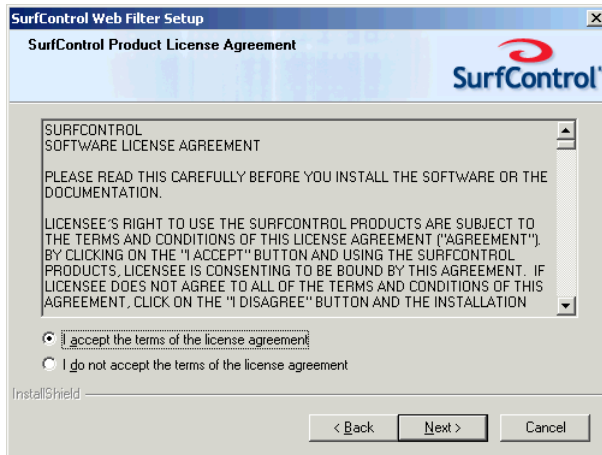 SurfControl Web Filter Setup
SurfControl Product License Agreement
SurfControl
SURFCONTROL
SOFTWARE LICENSE AGREEMENT
PLEASE READ THIS CAREFULLY BEFORE YOU INSTALL THE SOFTWARE OR THE
DOCUMENTATION.
LICENSEE'S RIGHT TO USE THE SURFCONTROL PRODUCTS ARE SUBJECT TO
THE TERMS AND CONDITIONS OF THIS LICENSE AGREEMENT ("AGREEMENT").
BY CLICKING ON THE "I ACCEPT" BUTTON AND USING THE SURFCONTROL
PRODUCTS, LICENSEE IS CONSENTING TO BE BOUND BY THIS AGREEMENT. IF
LICENSEE DOES NOT AGREE TO ALL OF THE TERMS AND CONDITIONS OF THIS
AGREEMENT, CLICK ON THE "I DISAGREE" BUTTON AND THE INSTALLATION
I accept the terms of the license agreement
I do not accept the terms of the license agreement
InstallShield
< Back Next > Cancel